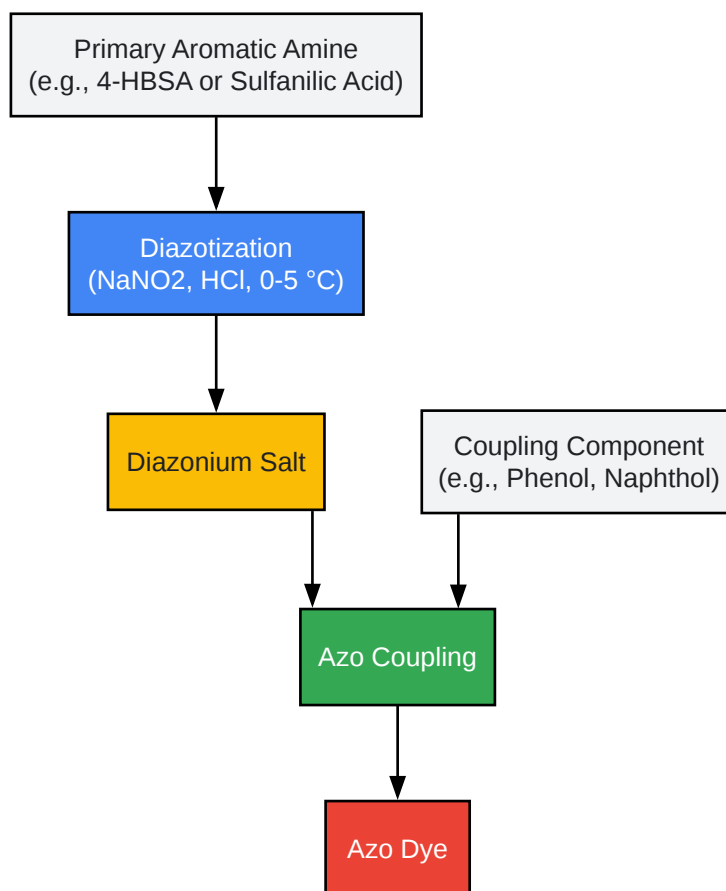 Primary Aromatic Amine
(e.g., 4-HBSA or Sulfanilic Acid)
Diazotization
(NaNO2, HCl, 0-5 °C)
Diazonium Salt
Coupling Component
(e.g., Phenol, Naphthol)
Azo Coupling
Azo Dye